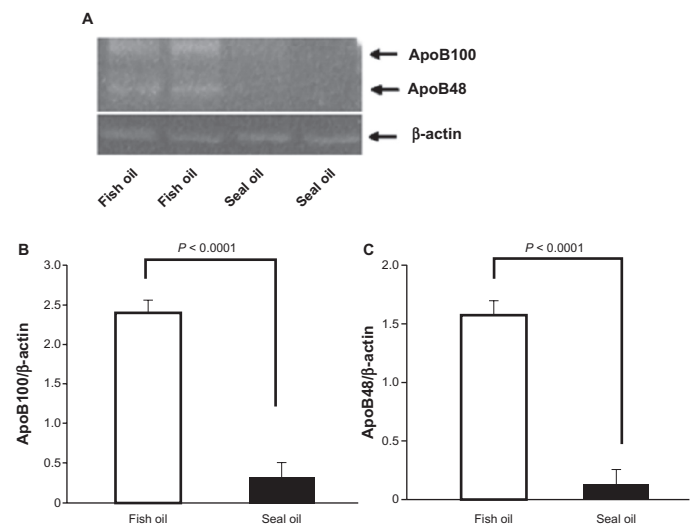 A
ApoB100
ApoB48
β-actin
Fish oil Fish oil Seal oil Seal oil
B
P < 0.0001
3.0
2.5
2.0
1.5
1.0
0.5
0
ApoB100/β-actin
Fish oil Seal oil
C
P < 0.0001
2.0
1.5
1.0
0.5
0
ApoB48/β-actin
Fish oil Seal oil